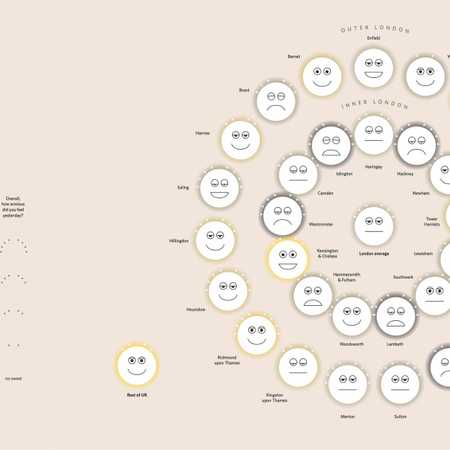 OUTER LONDON
Enfield
Barnet
Brent
INNER LONDON
Harrow
Islington
Haringey
Hackney
Camden
Newham
Ealing
Overall,
how anxious
did you feel
yesterday?
Westminster
Tower
Hamlets
Hillingdon
Kensington
& Chelsea
London average
Lewisham
Hammersmith
& Fulham
Southwark
Hounslow
Wandsworth
Lambeth
Richmond
upon Thames
no sweat
Rest of UK
Kingston
upon Thames
Merton
Sutton